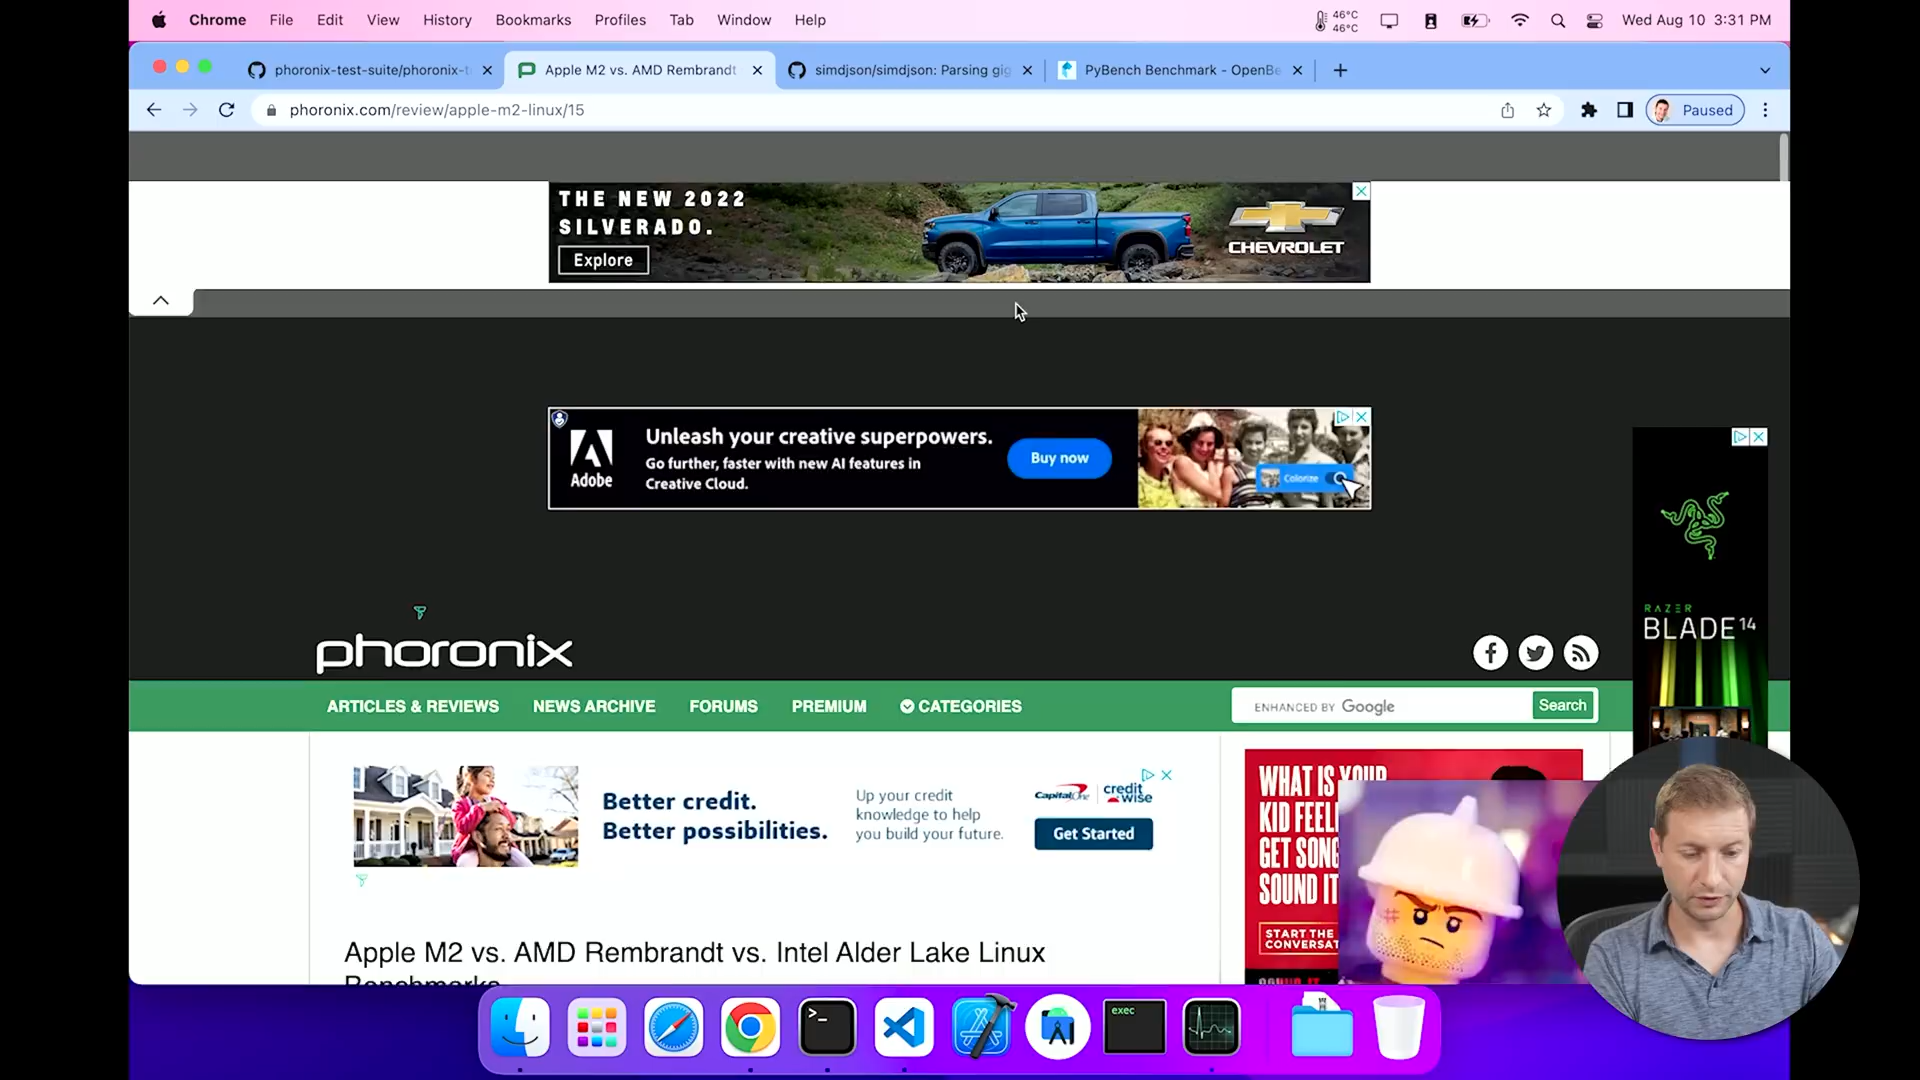 Chrome File Edit View History Bookmarks Profiles Tab Window Help
46°C
46°C
Wed Aug 10 3:31 PM
phoronix-test-suite/phoronix-t
Apple M2 vs. AMD Rembrandt
simdjson/simdjson: Parsing gig
PyBench Benchmark - OpenBe
phoronix.com/review/apple-m2-linux/15
Paused
THE NEW 2022
SILVERADO.
Explore
CHEVROLET
Adobe
Unleash your creative superpowers.
Go further, faster with new AI features in
Creative Cloud.
Buy now
Colorize
RAZER
BLADE 14
phoronix
ARTICLES & REVIEWS NEWS ARCHIVE FORUMS PREMIUM CATEGORIES
ENHANCED BY Google
Search
Better credit.
Better possibilities.
Up your credit
knowledge to help
you build your future.
Capital One credit wise
Get Started
WHAT IS YOUR
KID FEELI
GET SONG
SOUND IT
START THE
CONVERSAT
Apple M2 vs. AMD Rembrandt vs. Intel Alder Lake Linux
Benchmarks
exec